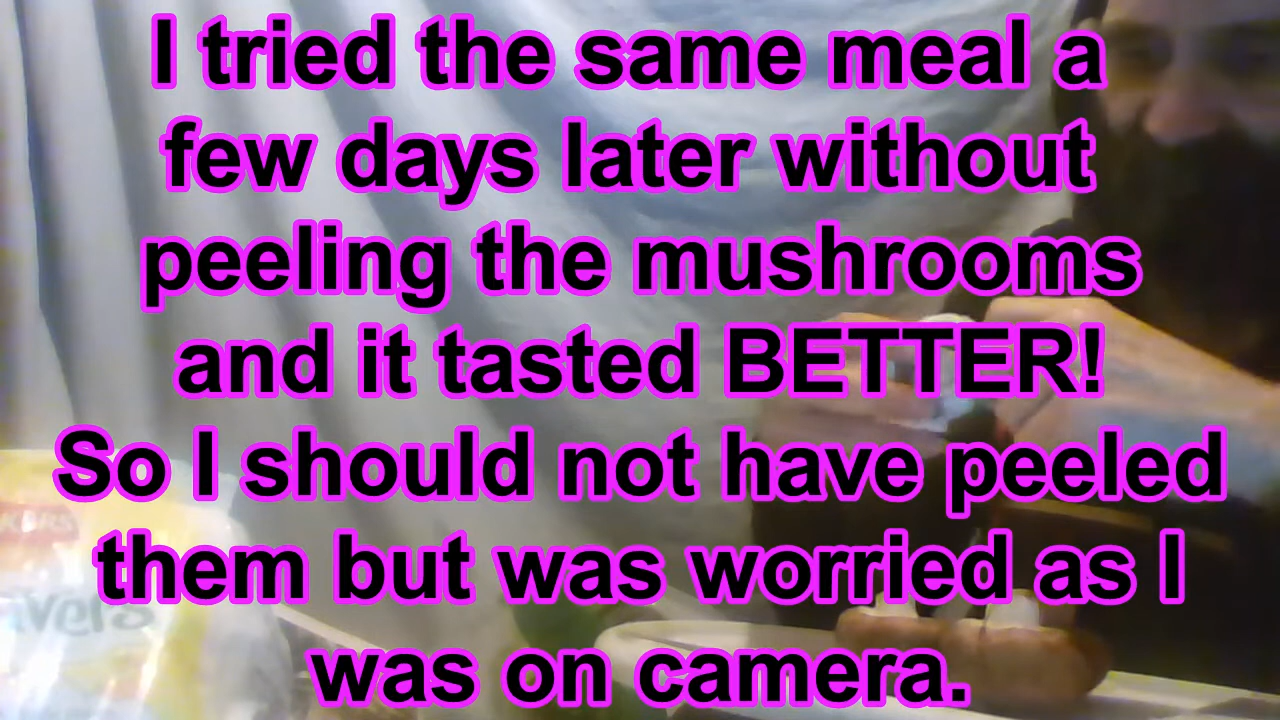 I tried the same meal a
few days later without
peeling the mushrooms
and it tasted BETTER!
So I should not have peeled
them but was worried as I
was on camera.